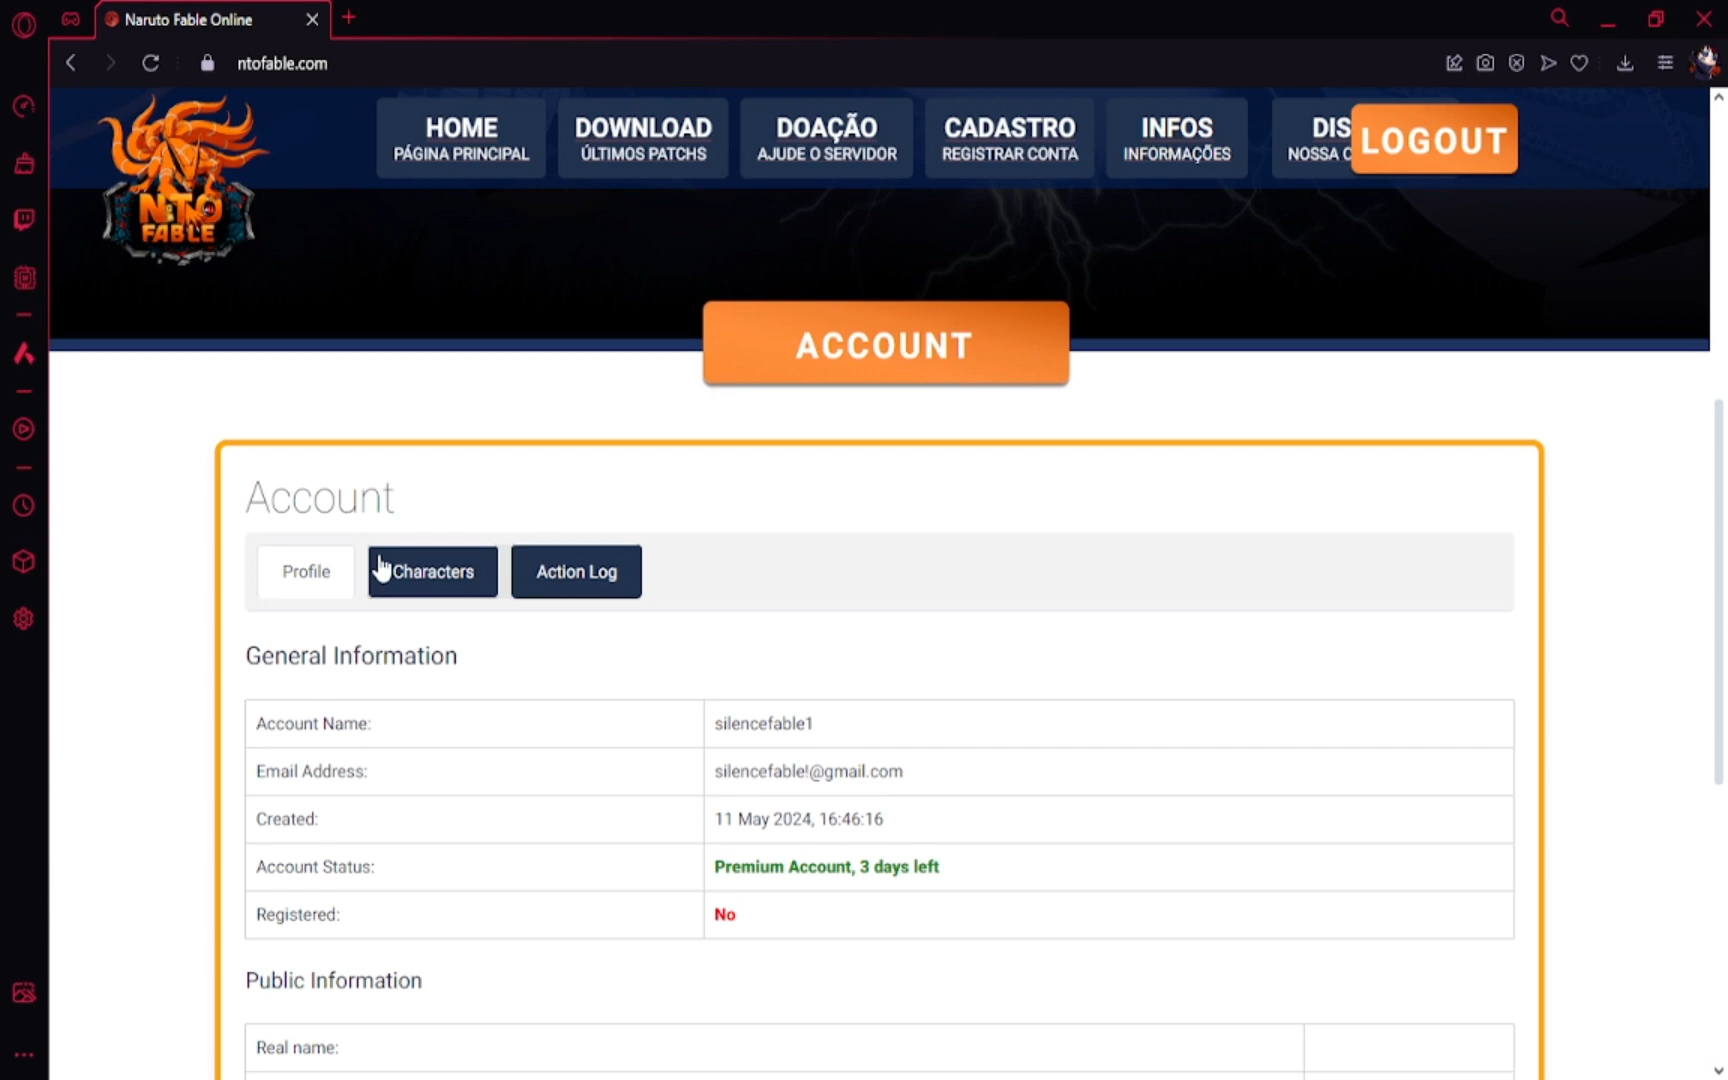 Naruto Fable Online
ntofable.com
NTO
FABLE
HOME
PÁGINA PRINCIPAL
DOWNLOAD
ÚLTIMOS PATCHS
DOAÇÃO
AJUDE O SERVIDOR
CADASTRO
REGISTRAR CONTA
INFOS
INFORMAÇÕES
DIS
NOSSA C
LOGOUT
ACCOUNT
Account
Profile
Characters
Action Log
General Information
Account Name: silencefable1
Email Address: silencefable!@gmail.com
Created: 11 May 2024, 16:46:16
Account Status: Premium Account, 3 days left
Registered: No
Public Information
Real name: